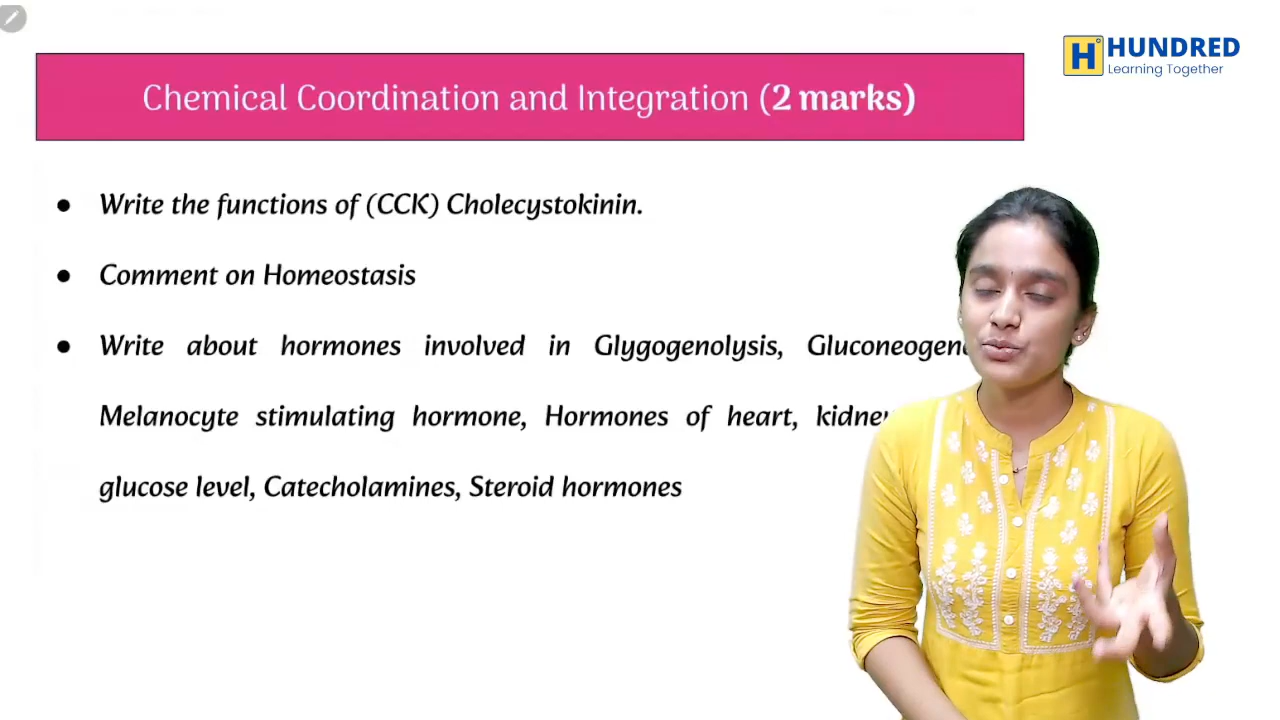 HUNDRED
Learning Together
Chemical Coordination and Integration (2 marks)
● Write the functions of (CCK) Cholecystokinin.
● Comment on Homeostasis
● Write about hormones involved in Glygogenolysis,
Melanocyte stimulating hormone, Hormones of heart,
glucose level, Catecholamines, Steroid hormones